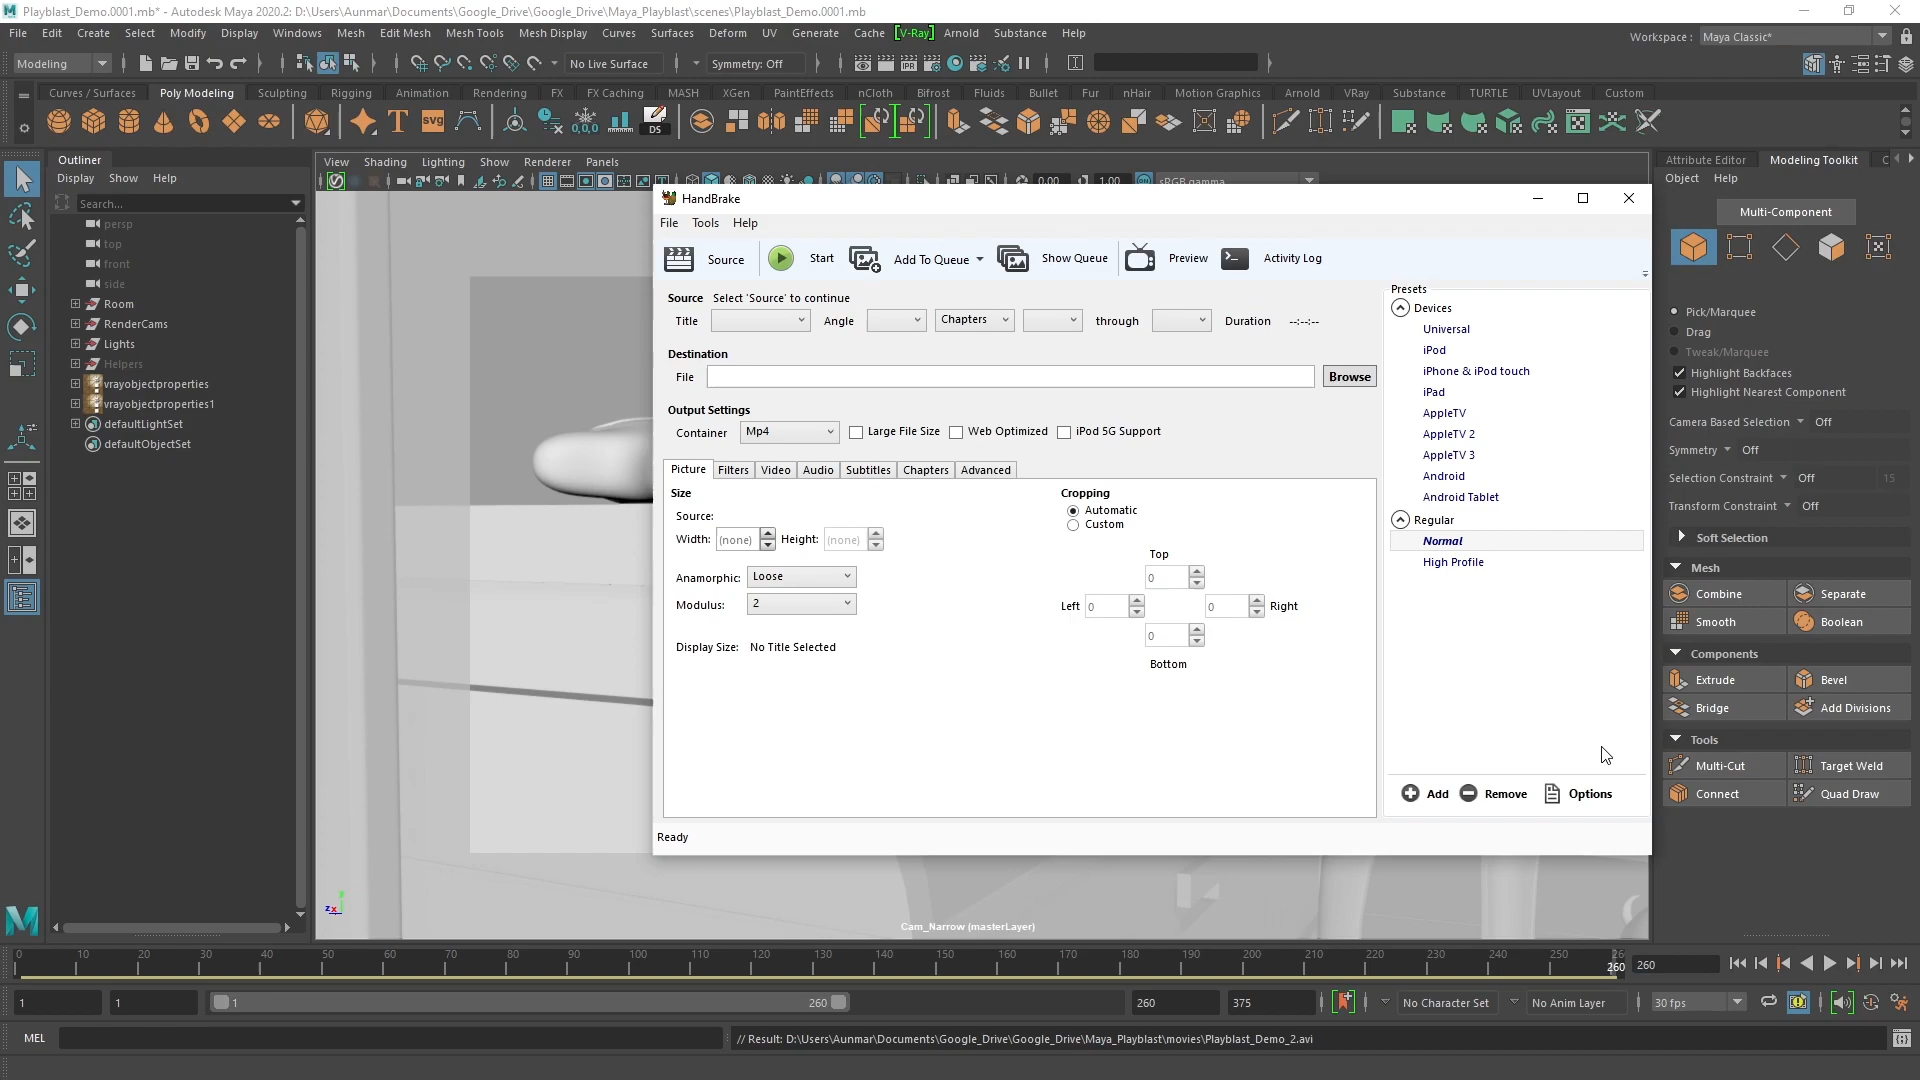 Playblast_Demo.0001.mb* - Autodesk Maya 2020.2: D:\Users\Aunmar\Documents\Google_Drive\Google_Drive\Maya_Playblast\scenes\Playblast_Demo.0001.mb
File Edit Create Select Modify Display Windows Mesh Edit Mesh Mesh Tools Mesh Display Curves Surfaces Deform UV Generate Cache [V-Ray] Arnold Substance Help
Workspace : Maya Classic*
Modeling No Live Surface Symmetry: Off
Curves / Surfaces Poly Modeling Sculpting Rigging Animation Rendering FX FX Caching MASH XGen PaintEffects nCloth Bifrost Fluids Bullet Fur nHair Motion Graphics Arnold VRay Substance TURTLE UVLayout Custom
T SVG 0,0,0 DS
Outliner
Display Show Help
Search...
persp
top
front
side
Room
RenderCams
Lights
Helpers
vrayobjectproperties
vrayobjectproperties1
defaultLightSet
defaultObjectSet
View Shading Lighting Show Renderer Panels
0.00 1.00 sRGB gamma
HandBrake
File Tools Help
Source Start Add To Queue Show Queue Preview Activity Log
Source Select 'Source' to continue
Title Angle Chapters through Duration --:--:--
Destination
File Browse
Output Settings
Container Mp4 Large File Size Web Optimized iPod 5G Support
Picture Filters Video Audio Subtitles Chapters Advanced
Size
Source:
Width: (none) Height: (none)
Anamorphic: Loose
Modulus: 2
Display Size: No Title Selected
Cropping
Automatic
Custom
Top
0
Left 0 0 Right
0
Bottom
Presets
Devices
Universal
iPod
iPhone & iPod touch
iPad
AppleTV
AppleTV 2
AppleTV 3
Android
Android Tablet
Regular
Normal
High Profile
Add Remove Options
Ready
Attribute Editor Modeling Toolkit C
Object Help
Multi-Component
Pick/Marquee
Drag
Tweak/Marquee
Highlight Backfaces
Highlight Nearest Component
Camera Based Selection Off
Symmetry Off
Selection Constraint Off 15
Transform Constraint Off
Soft Selection
Mesh
Combine Separate
Smooth Boolean
Components
Extrude Bevel
Bridge Add Divisions
Tools
Multi-Cut Target Weld
Connect Quad Draw
z x
Cam_Narrow (masterLayer)
0 10 20 30 40 50 60 70 80 90 100 110 120 130 140 150 160 170 180 190 200 210 220 230 240 250 26
260 260
1 1 1 260 260 375 No Character Set No Anim Layer 30 fps
MEL // Result: D:\Users\Aunmar\Documents\Google_Drive\Google_Drive\Maya_Playblast\movies\Playblast_Demo_2.avi